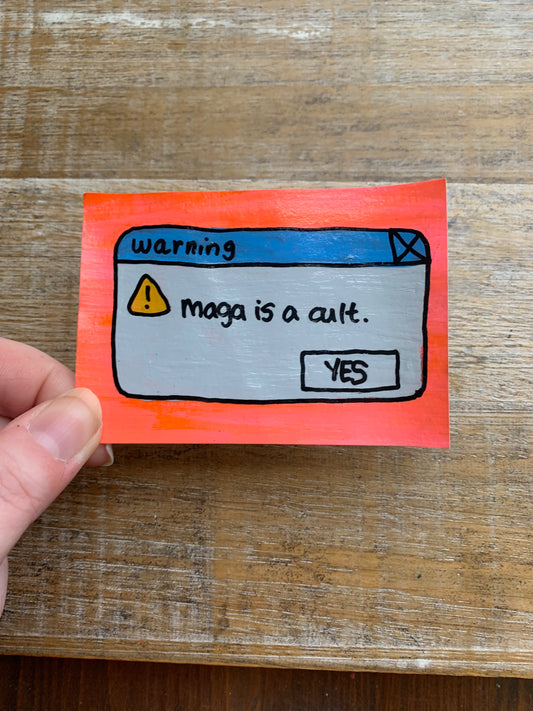 warning
!
maga is a cult.
YES